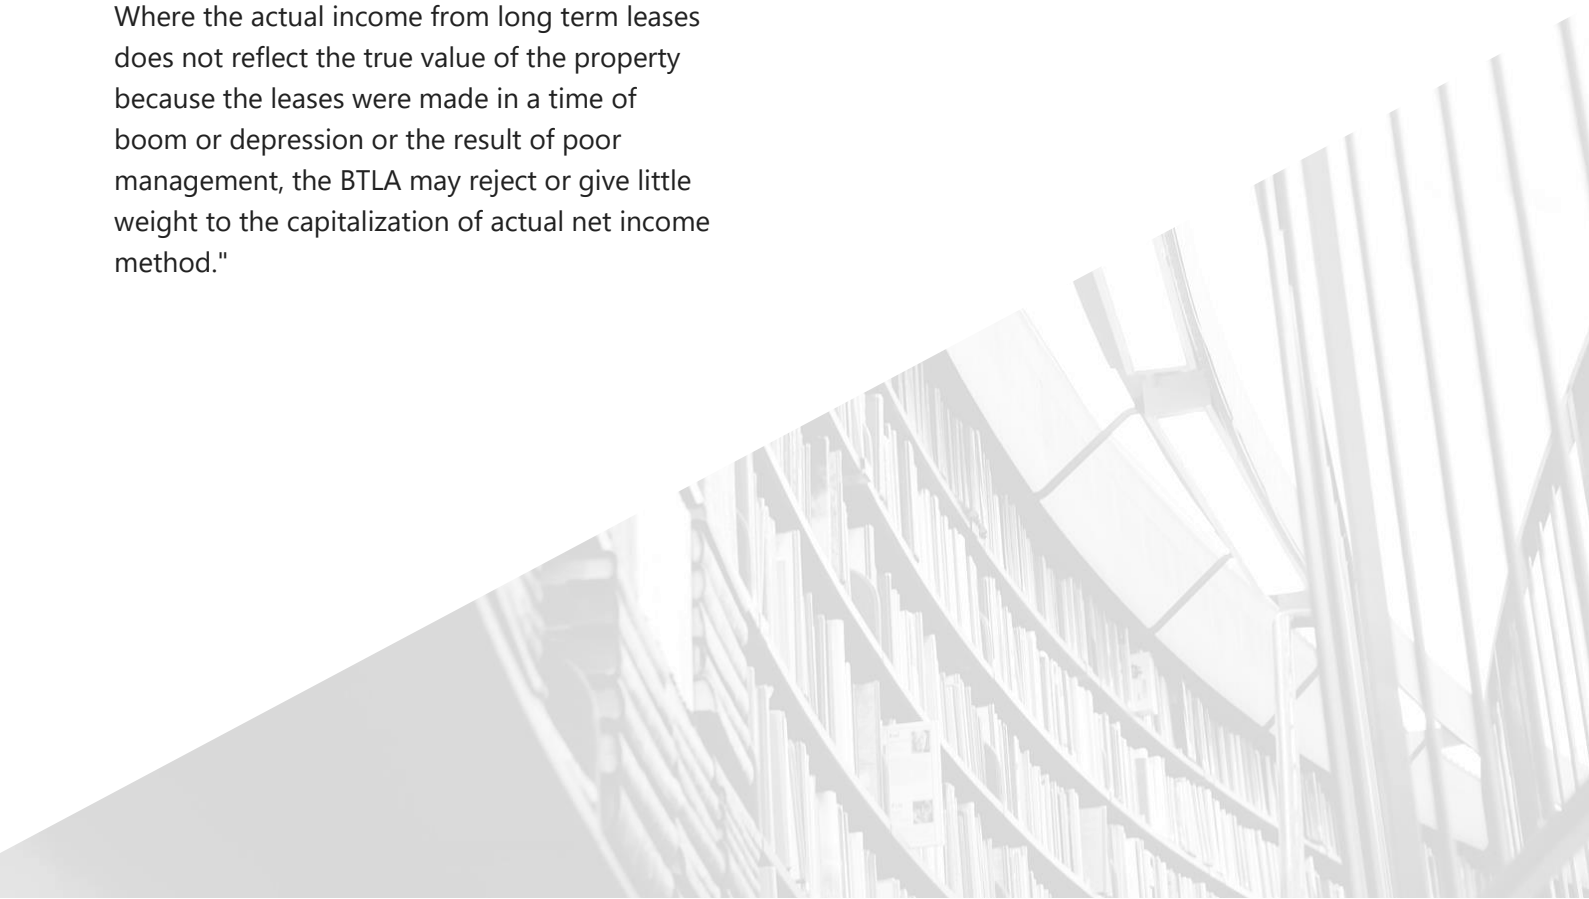 Where the actual income from long term leases
does not reflect the true value of the property
because the leases were made in a time of
boom or depression or the result of poor
management, the BTLA may reject or give little
weight to the capitalization of actual net income
method."